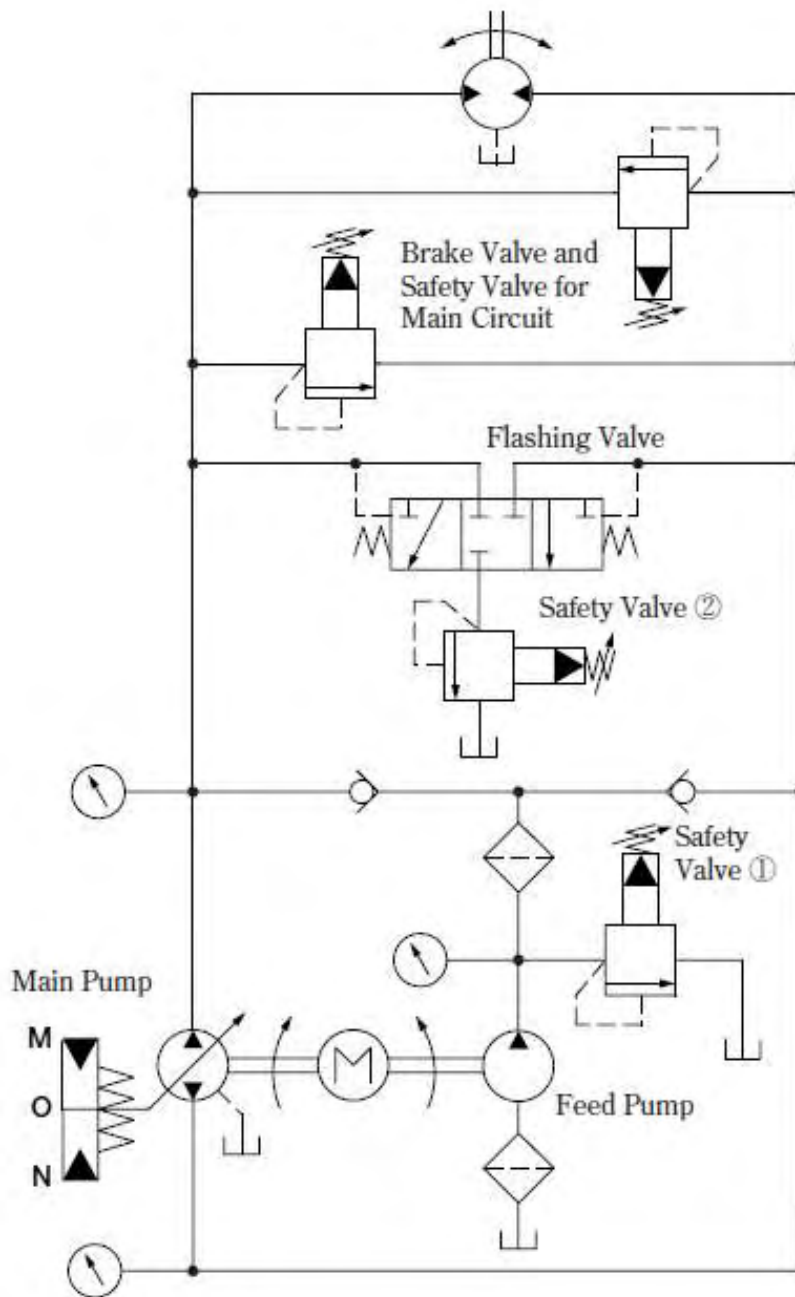 Brake Valve and
Safety Valve for
Main Circuit
Flashing Valve
Safety Valve ②
Safety
Valve ①
Main Pump
M
O
N
M
Feed Pump